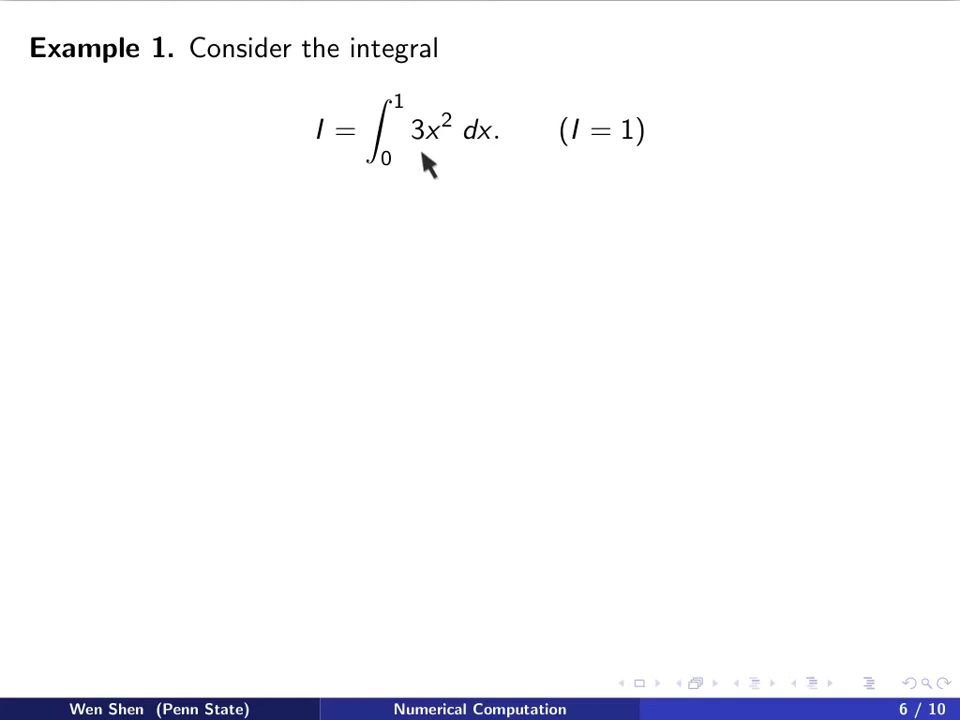 Example 1. Consider the integral
I = ∫₀¹ 3x² dx. (I = 1)
Wen Shen (Penn State) Numerical Computation 6 / 10